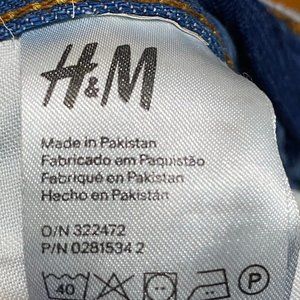 H&M
Made in Pakistan
Fabricado em Paquistão
Fabriqué en Pakistan
Hecho en Pakistán
O/N 322472
P/N 0281534 2
40